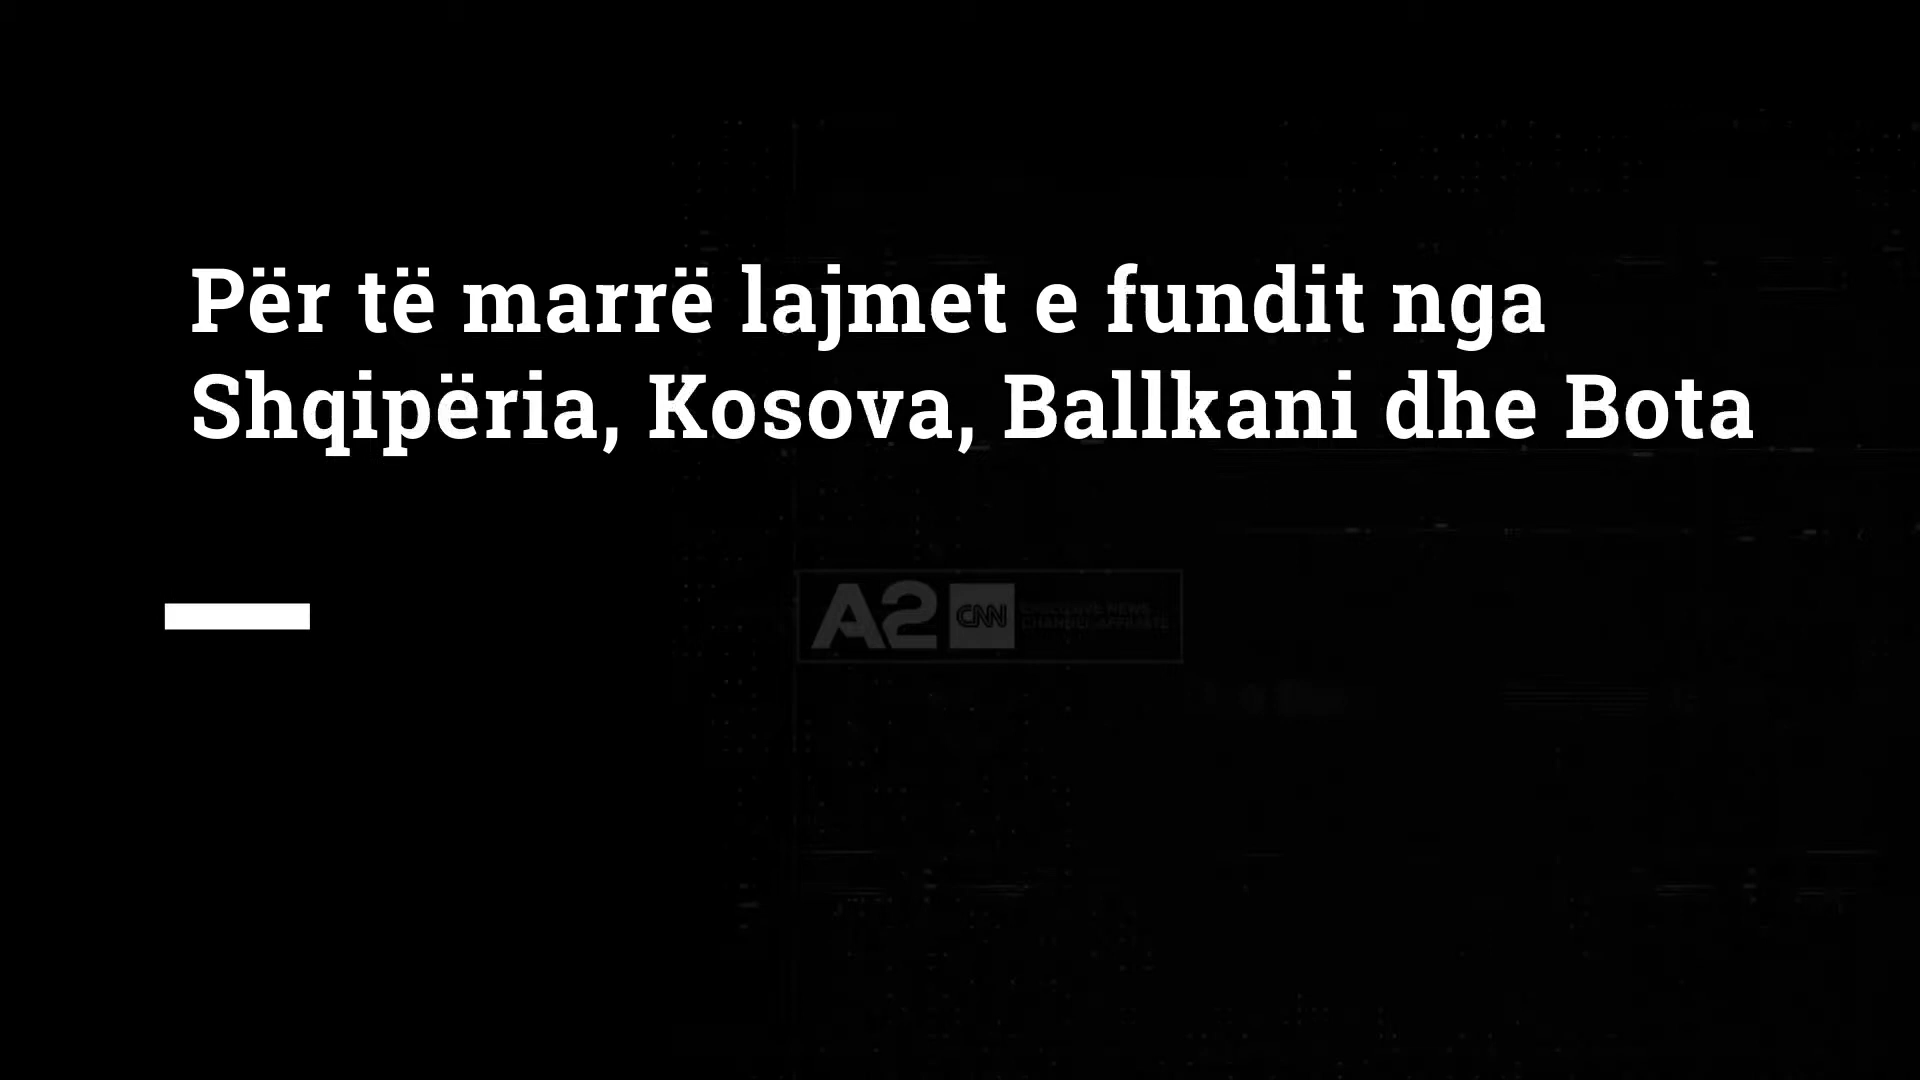 Për të marrë lajmet e fundit nga
Shqipëria, Kosova, Ballkani dhe Bota
A2 CNN